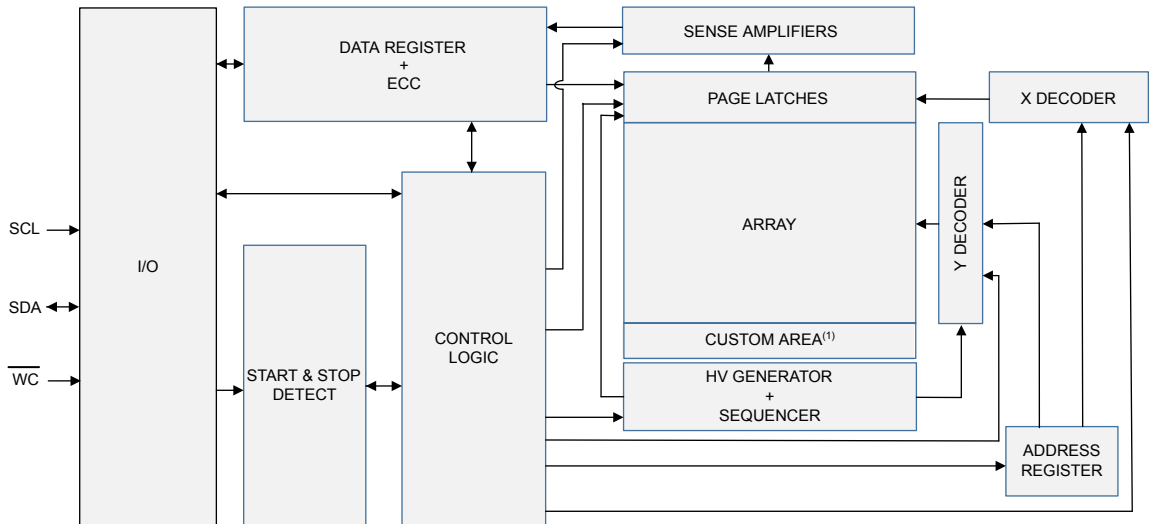 DATA REGISTER
+
ECC
SENSE AMPLIFIERS
PAGE LATCHES
X DECODER
ARRAY
Y DECODER
SCL
I/O
SDA
WC
START & STOP
DETECT
CONTROL
LOGIC
CUSTOM AREA(1)
HV GENERATOR
+
SEQUENCER
ADDRESS
REGISTER